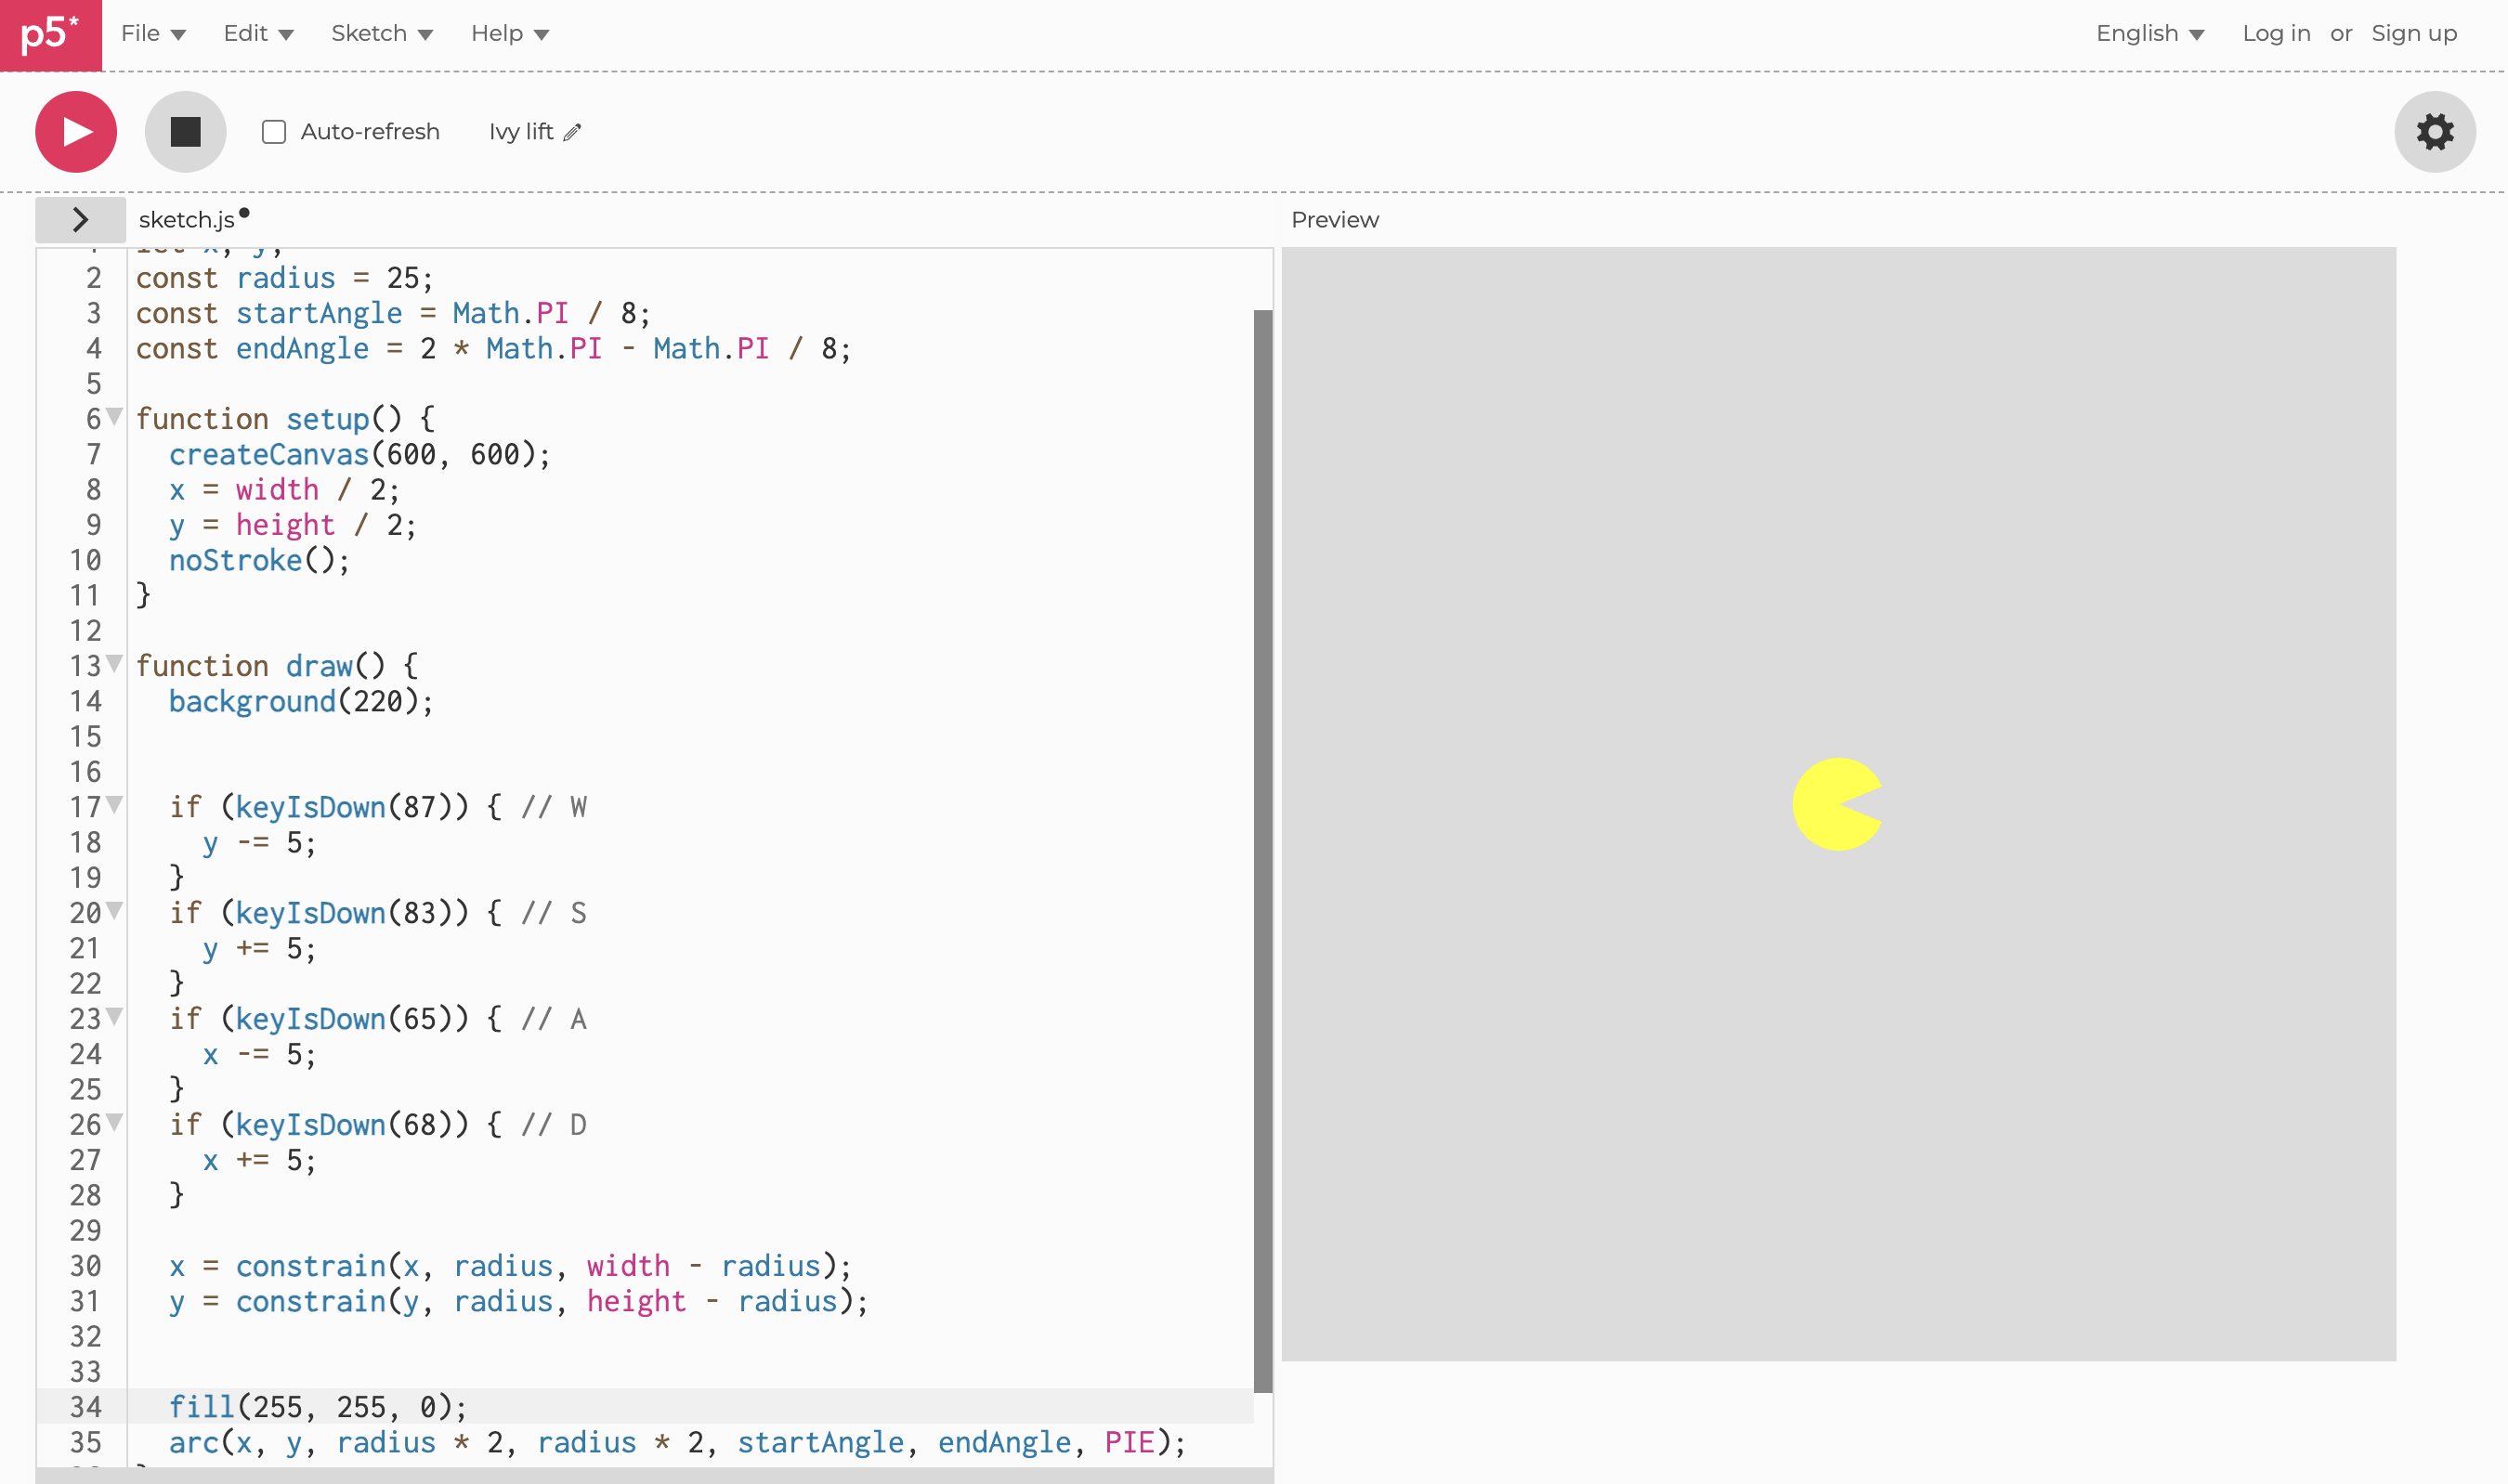 p5* File Edit Sketch Help English Log in or Sign up
Auto-refresh Ivy lift
sketch.js Preview
2 const radius = 25;
3 const startAngle = Math.PI / 8;
4 const endAngle = 2 * Math.PI - Math.PI / 8;
5
6 function setup() {
7 createCanvas(600, 600);
8 x = width / 2;
9 y = height / 2;
10 noStroke();
11 }
12
13 function draw() {
14 background(220);
15
16
17 if (keyIsDown(87)) { // W
18 y -= 5;
19 }
20 if (keyIsDown(83)) { // S
21 y += 5;
22 }
23 if (keyIsDown(65)) { // A
24 x -= 5;
25 }
26 if (keyIsDown(68)) { // D
27 x += 5;
28 }
29
30 x = constrain(x, radius, width - radius);
31 y = constrain(y, radius, height - radius);
32
33
34 fill(255, 255, 0);
35 arc(x, y, radius * 2, radius * 2, startAngle, endAngle, PIE);